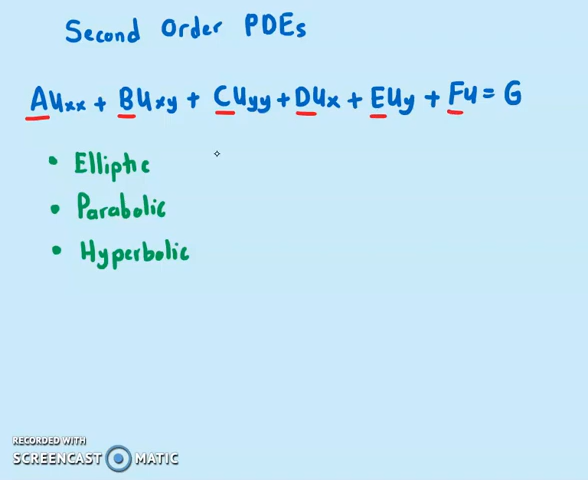 Second Order PDEs
Auxx + Buxy + Cuyy + Dux + Euy + Fu = G
• Elliptic
• Parabolic
• Hyperbolic
RECORDED WITH
SCREENCAST MATIC